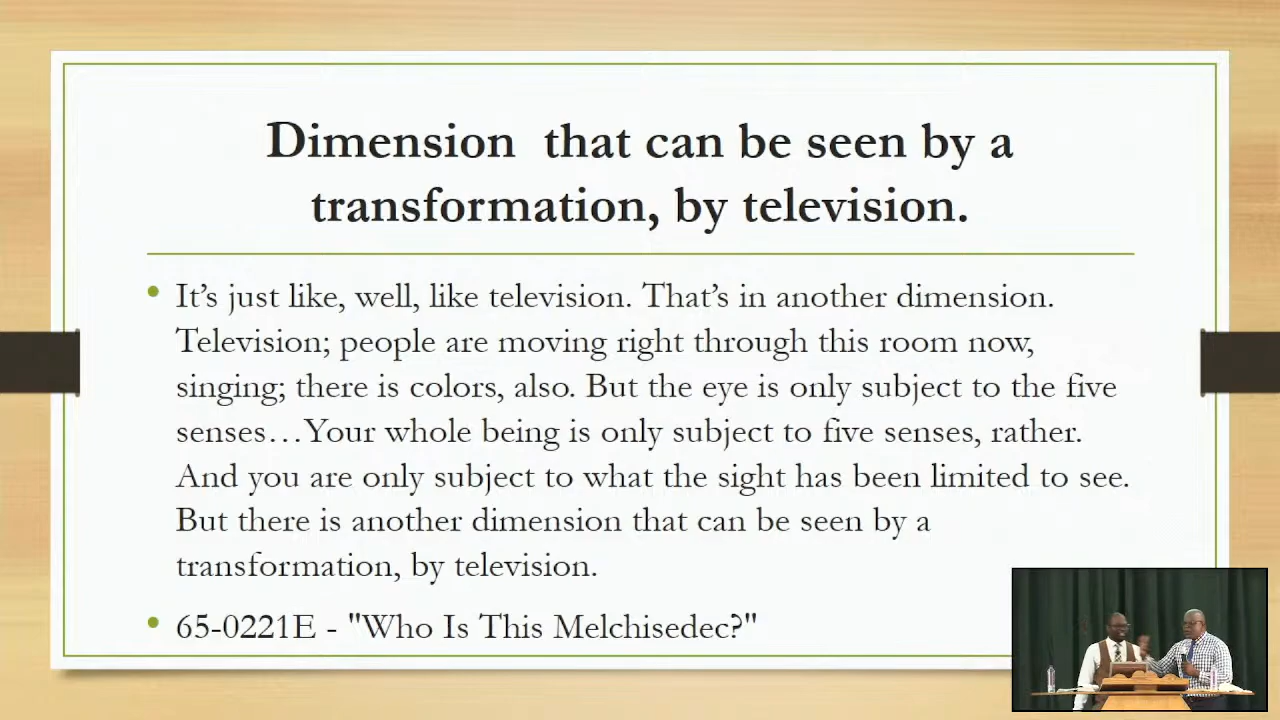 Dimension  that can be seen by a
transformation, by television.
• It’s just like, well, like television. That’s in another dimension.
Television; people are moving right through this room now,
singing; there is colors, also. But the eye is only subject to the five
senses…Your whole being is only subject to five senses, rather.
And you are only subject to what the sight has been limited to see.
But there is another dimension that can be seen by a
transformation, by television.
• 65-0221E - "Who Is This Melchisedec?"